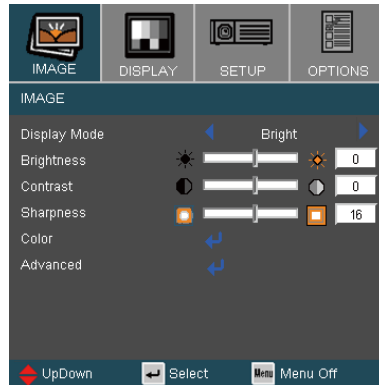 IMAGE DISPLAY SETUP OPTIONS
IMAGE
Display Mode Bright
Brightness 0
Contrast 0
Sharpness 16
Color
Advanced
UpDown Select Menu Menu Off